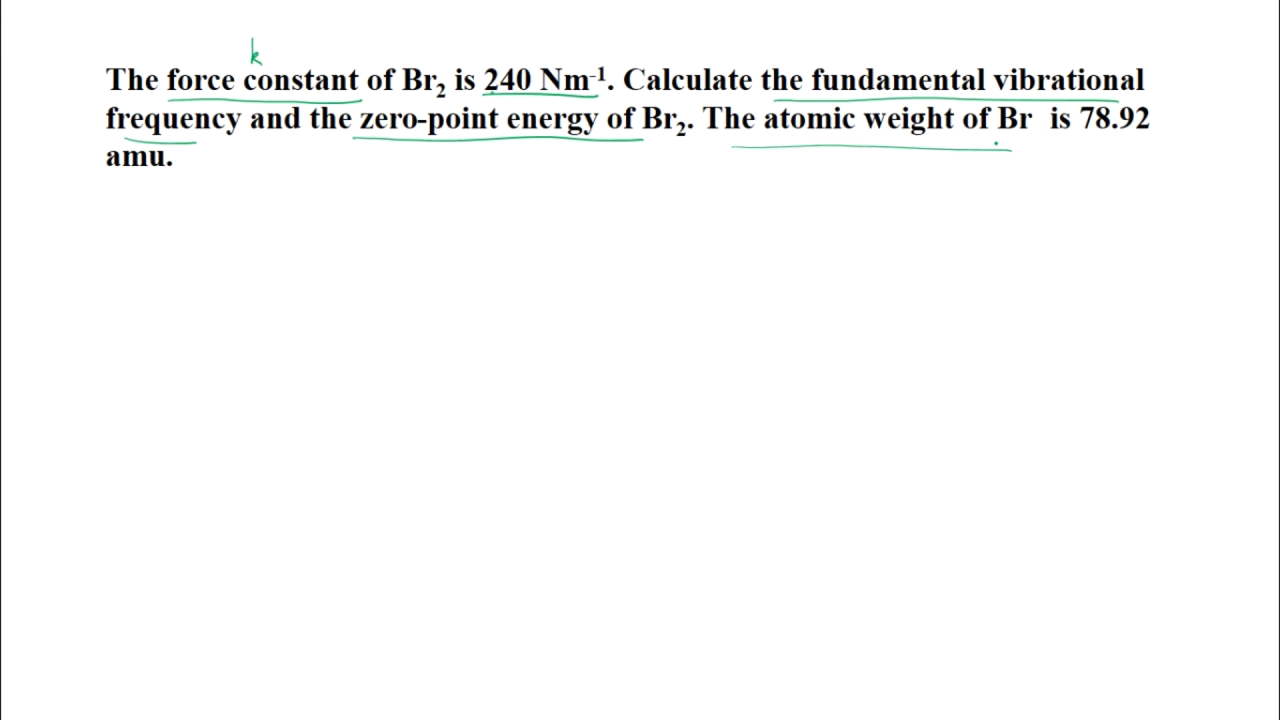 k
The force constant of Br₂ is 240 Nm⁻¹. Calculate the fundamental vibrational
frequency and the zero-point energy of Br₂. The atomic weight of Br is 78.92
amu.